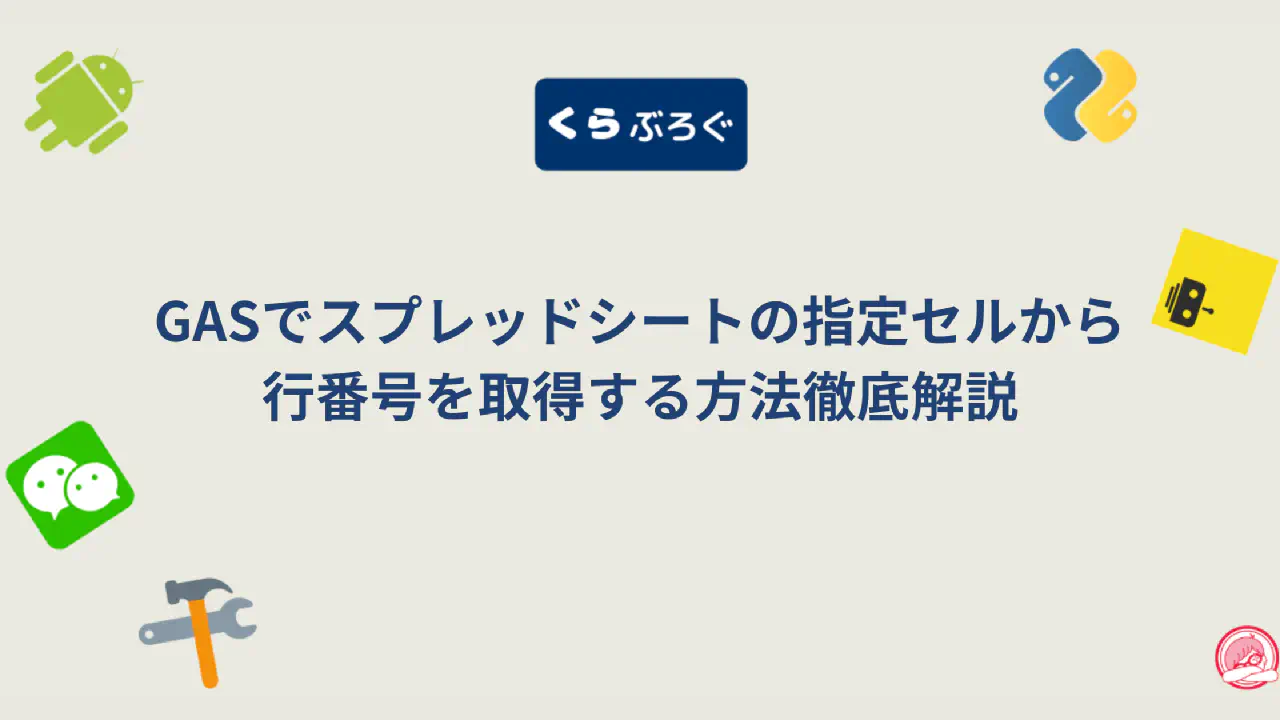 くらぶろぐ
GASでスプレッドシートの指定セルから
行番号を取得する方法徹底解説